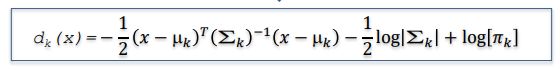 d_k (x) = − 1/2 (x − μ_k)^T (Σ_k)^−1 (x − μ_k) − 1/2 log|Σ_k| + log[π_k]